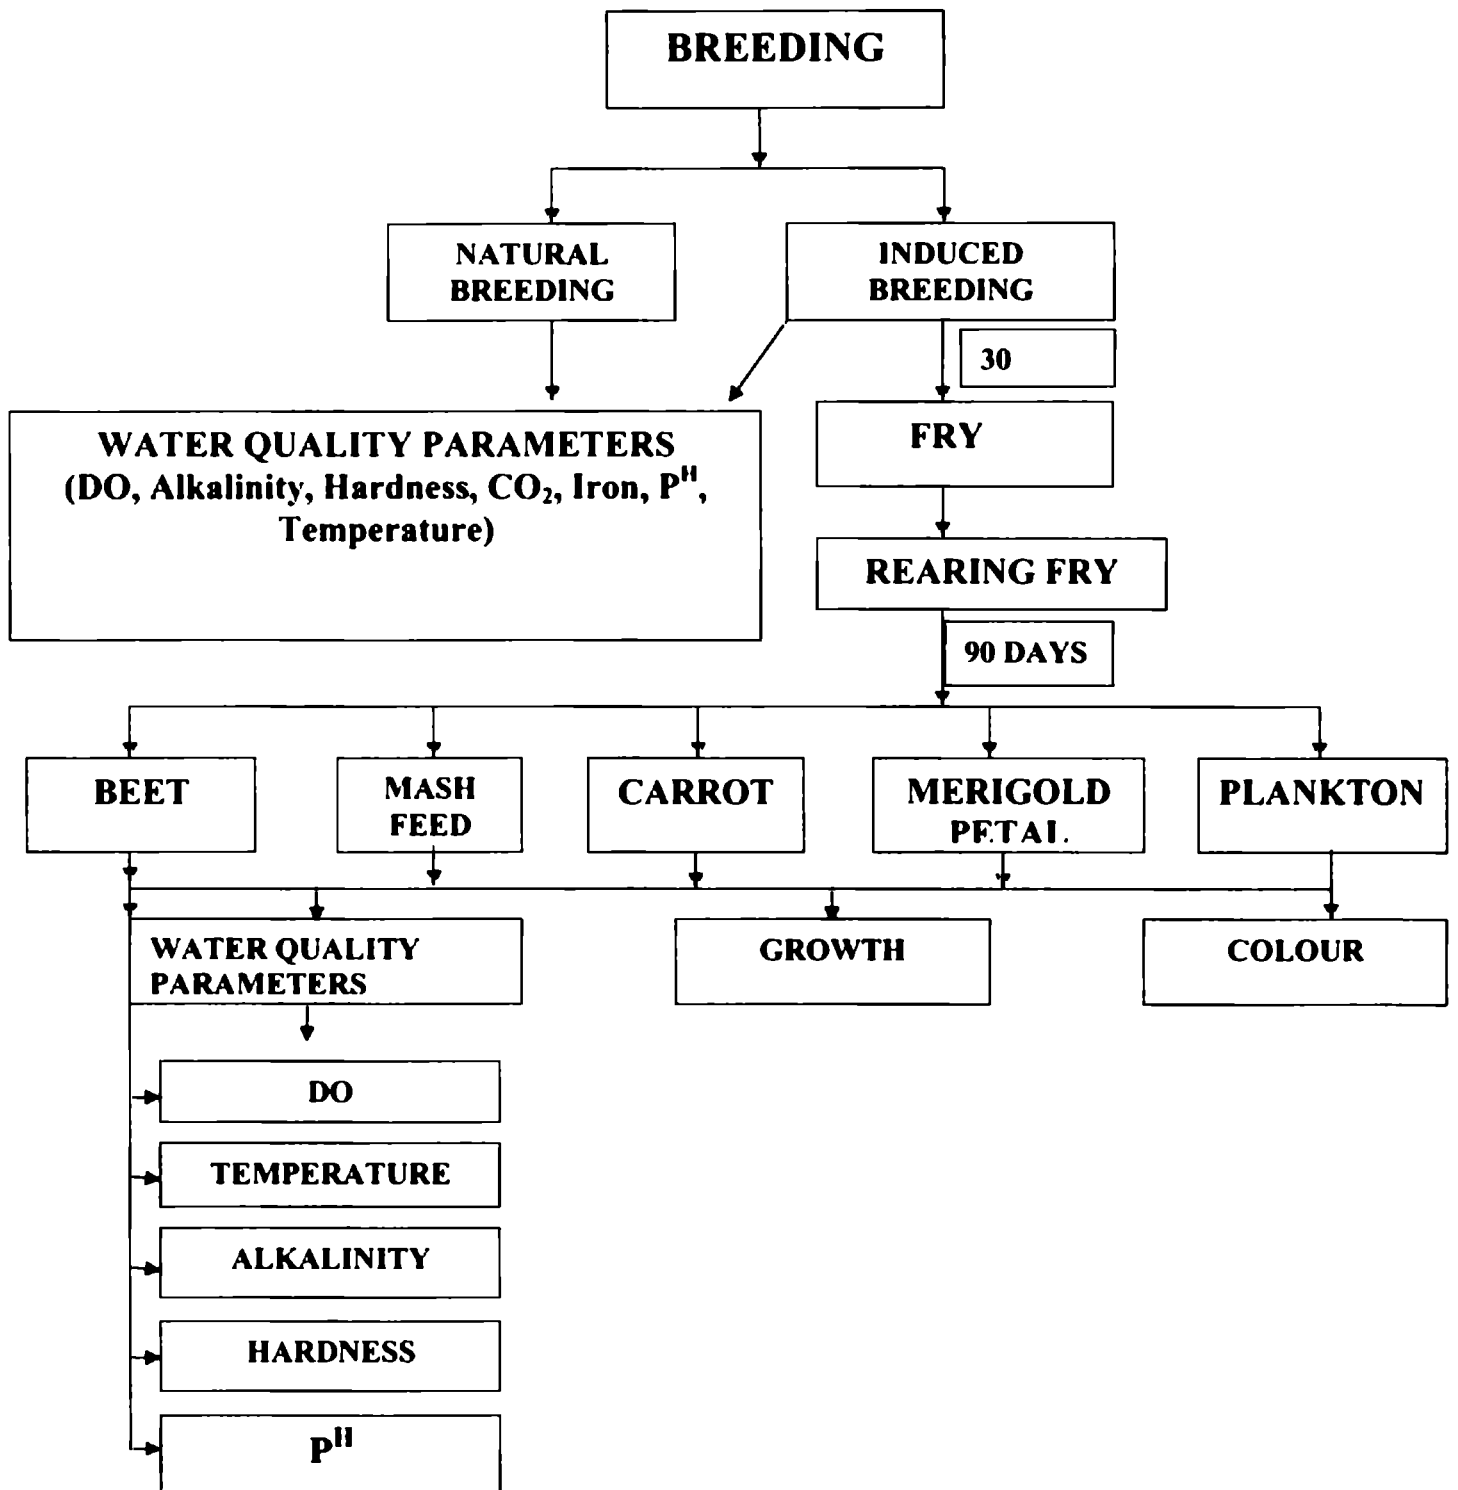 BREEDING
NATURAL
BREEDING
INDUCED
BREEDING
30
WATER QUALITY PARAMETERS
(DO, Alkalinity, Hardness, CO₂, Iron, Pᴴ,
Temperature)
FRY
REARING FRY
90 DAYS
BEET
MASH
FEED
CARROT
MERIGOLD
PETAL
PLANKTON
WATER QUALITY
PARAMETERS
GROWTH
COLOUR
DO
TEMPERATURE
ALKALINITY
HARDNESS
Pᴴ